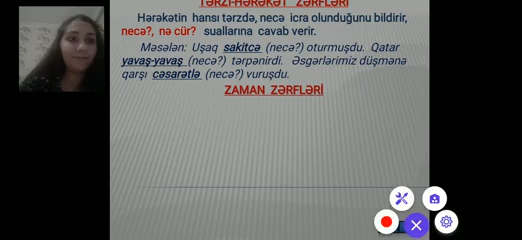 TƏRZİ-HƏRƏKƏT ZƏRFLƏRİ
Hərəkətin hansı tərzdə, necə icra olunduğunu bildirir,
necə?, nə cür? suallarına cavab verir.
Məsələn: Uşaq sakitcə (necə?) oturmuşdu. Qatar
yavaş-yavaş (necə?) tərpənirdi. Əsgərlərimiz düşmənə
qarşı cəsarətlə (necə?) vuruşdu.
ZAMAN ZƏRFLƏRİ